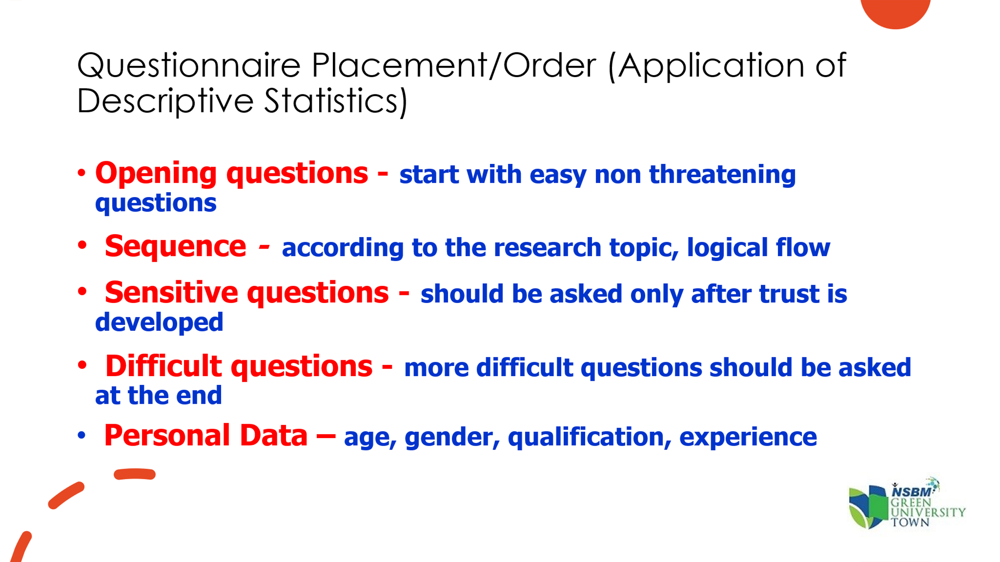 Questionnaire Placement/Order (Application of
Descriptive Statistics)
• Opening questions - start with easy non threatening
questions
• Sequence - according to the research topic, logical flow
• Sensitive questions - should be asked only after trust is
developed
• Difficult questions - more difficult questions should be asked
at the end
• Personal Data – age, gender, qualification, experience
NSBM
GREEN
UNIVERSITY
TOWN